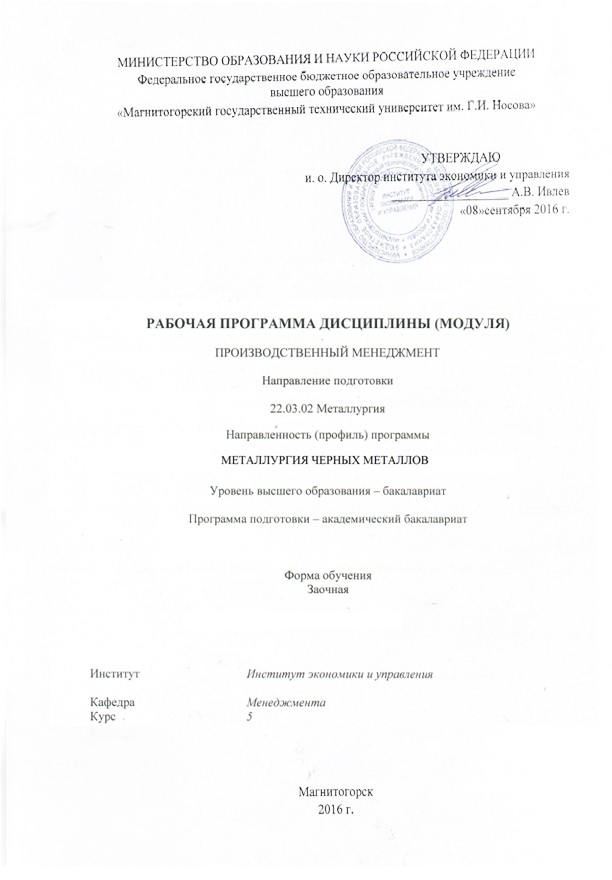 МИНИСТЕРСТВО ОБРАЗОВАНИЯ И НАУКИ РОССИЙСКОЙ ФЕДЕРАЦИИ
Федеральное государственное бюджетное образовательное учреждение
высшего образования
«Магнитогорский государственный технический университет им. Г.И. Носова»
УТВЕРЖДАЮ
и. о. Директор института экономики и управления
А.В. Ивлев
«08»сентября 2016 г.
ИНСТИТУТ
ЭКОНОМИКИ
И УПРАВЛЕНИЯ
РАБОЧАЯ ПРОГРАММА ДИСЦИПЛИНЫ (МОДУЛЯ)
ПРОИЗВОДСТВЕННЫЙ МЕНЕДЖМЕНТ
Направление подготовки
22.03.02 Металлургия
Направленность (профиль) программы
МЕТАЛЛУРГИЯ ЧЕРНЫХ МЕТАЛЛОВ
Уровень высшего образования – бакалавриат
Программа подготовки – академический бакалавриат
Форма обучения
Заочная
Институт Институт экономики и управления
Кафедра Менеджмента
Курс 5
Магнитогорск
2016 г.